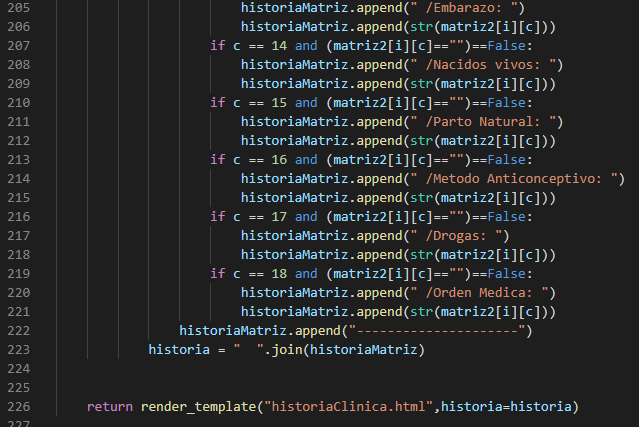 205 historiaMatriz.append(" /Embarazo: ")
206 historiaMatriz.append(str(matriz2[i][c]))
207 if c == 14 and (matriz2[i][c]=="")==False:
208 historiaMatriz.append(" /Nacidos vivos: ")
209 historiaMatriz.append(str(matriz2[i][c]))
210 if c == 15 and (matriz2[i][c]=="")==False:
211 historiaMatriz.append(" /Parto Natural: ")
212 historiaMatriz.append(str(matriz2[i][c]))
213 if c == 16 and (matriz2[i][c]=="")==False:
214 historiaMatriz.append(" /Metodo Anticonceptivo: ")
215 historiaMatriz.append(str(matriz2[i][c]))
216 if c == 17 and (matriz2[i][c]=="")==False:
217 historiaMatriz.append(" /Drogas: ")
218 historiaMatriz.append(str(matriz2[i][c]))
219 if c == 18 and (matriz2[i][c]=="")==False:
220 historiaMatriz.append(" /Orden Medica: ")
221 historiaMatriz.append(str(matriz2[i][c]))
222 historiaMatriz.append("---------------------")
223 historia = "  ".join(historiaMatriz)
224
225
226 return render_template("historiaClinica.html",historia=historia)
227